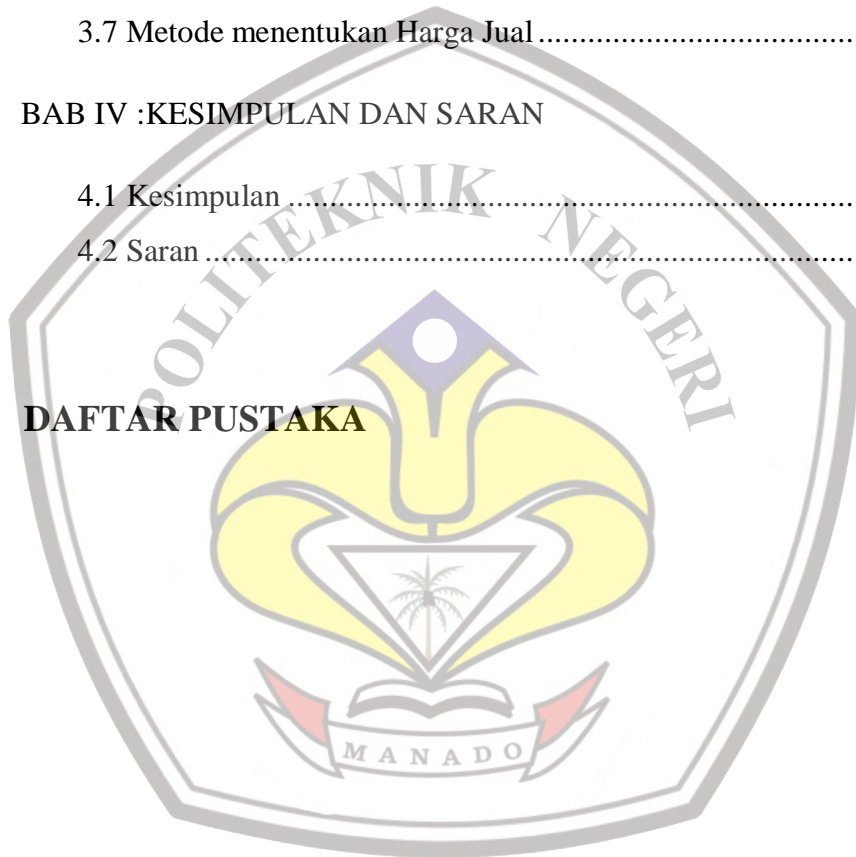 3.7 Metode menentukan Harga Jual.......................................
BAB IV :KESIMPULAN DAN SARAN
4.1 Kesimpulan .....................................................................
4.2 Saran ...............................................................................
DAFTAR PUSTAKA
POLITEKNIK NEGERI
MANADO